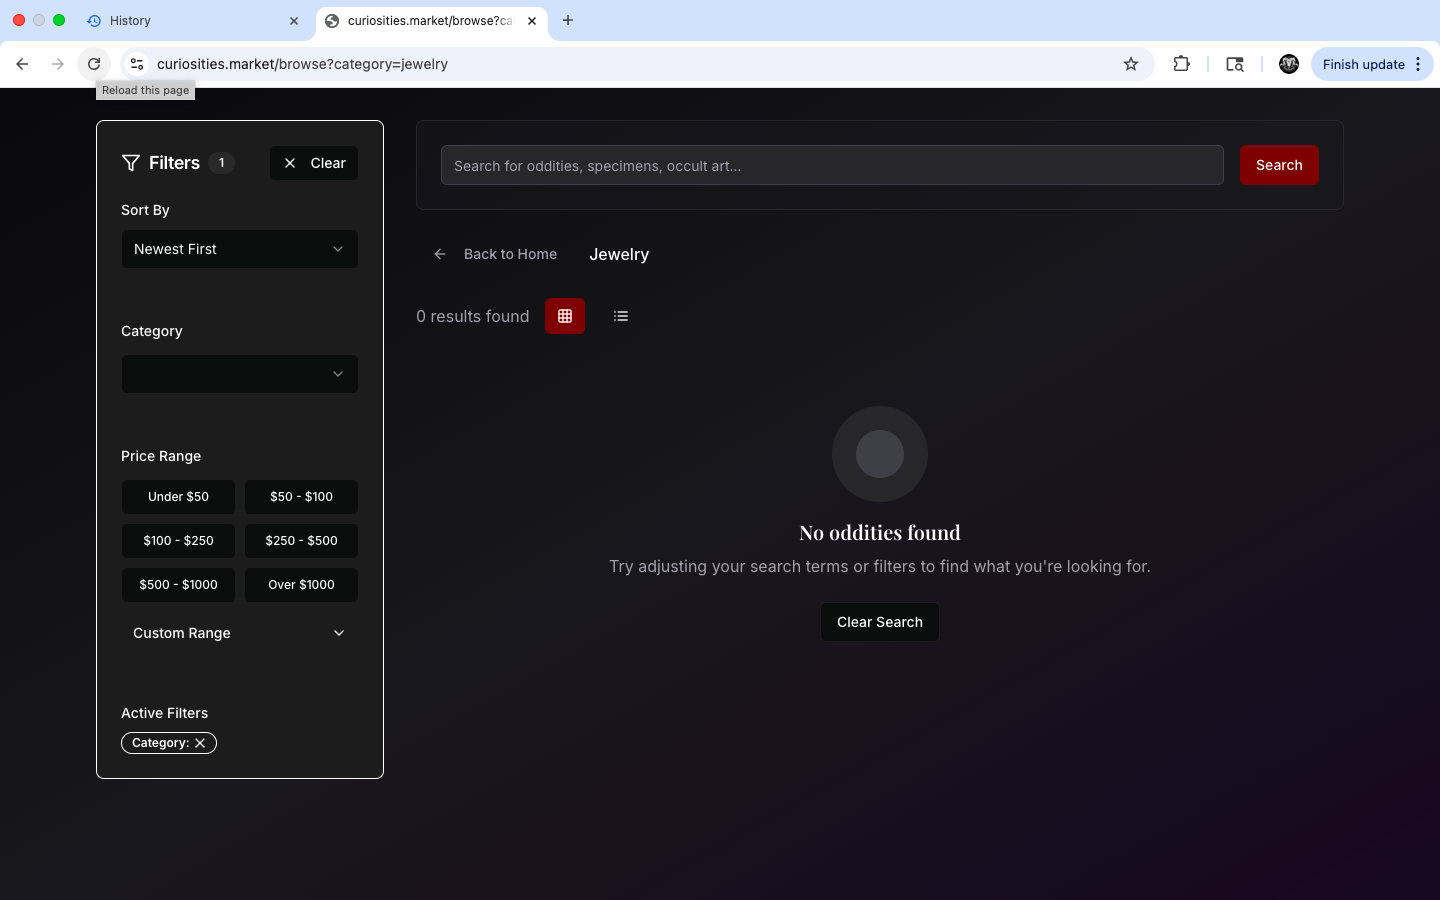 History
curiosities.market/browse?ca
curiosities.market/browse?category=jewelry
Finish update
Reload this page
Filters 1
Clear
Sort By
Newest First
Category
Price Range
Under $50
$50 - $100
$100 - $250
$250 - $500
$500 - $1000
Over $1000
Custom Range
Active Filters
Category:
Search for oddities, specimens, occult art...
Search
Back to Home
Jewelry
0 results found
No oddities found
Try adjusting your search terms or filters to find what you're looking for.
Clear Search